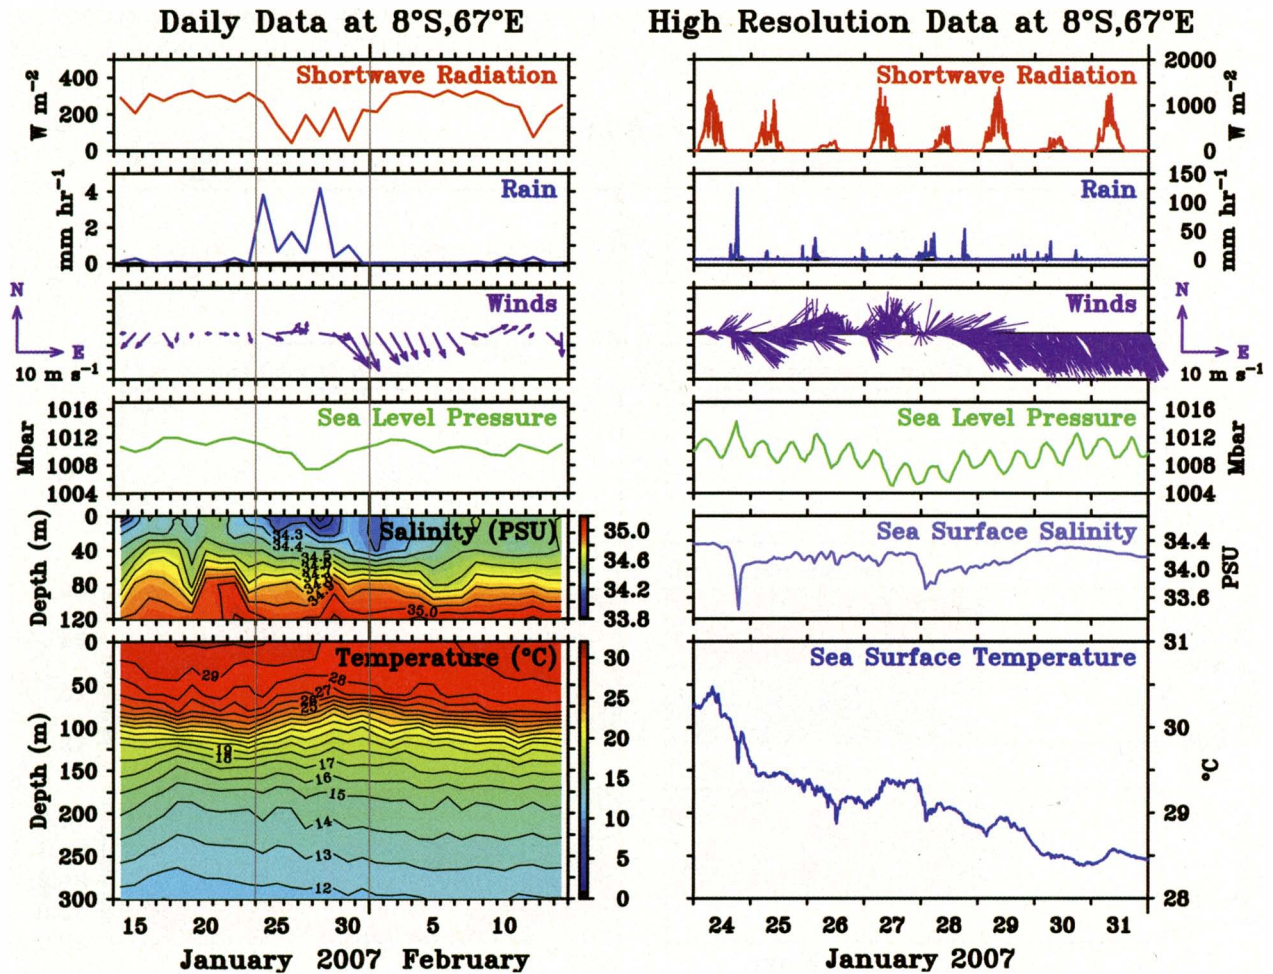 Daily Data at 8°S,67°E
High Resolution Data at 8°S,67°E
Shortwave Radiation
400
200
0
W m-2
Rain
4
2
0
mm hr-1
Winds
N
E
10 m s-1
Sea Level Pressure
1016
1012
1008
1004
Mbar
Salinity (PSU)
0
40
80
120
Depth (m)
34.3
34.4
34.5
34.9
35.0
35.0
34.6
34.2
33.8
Temperature (°C)
0
50
100
150
200
250
300
Depth (m)
29
28
27
19
18
17
16
15
14
13
12
30
25
20
15
10
5
0
15 20 25 30 5 10
January 2007 February
Shortwave Radiation
2000
1000
0
W m-2
Rain
150
100
50
0
mm hr-1
Winds
N
E
10 m s-1
Sea Level Pressure
1016
1012
1008
1004
Mbar
Sea Surface Salinity
34.4
34.0
33.6
PSU
Sea Surface Temperature
31
30
29
28
°C
24 25 26 27 28 29 30 31
January 2007